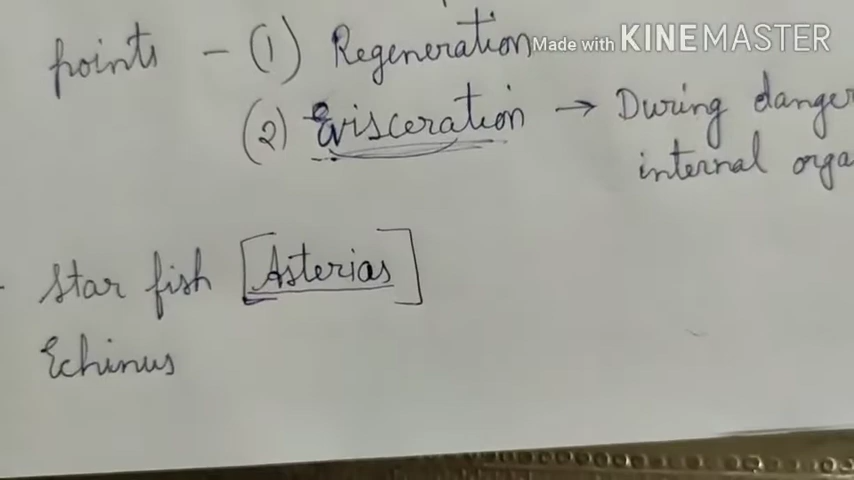 points - (1) Regeneration
Made with KINEMASTER
(2) Evisceration → During danger
internal orga
Star fish [Asterias]
Echinus